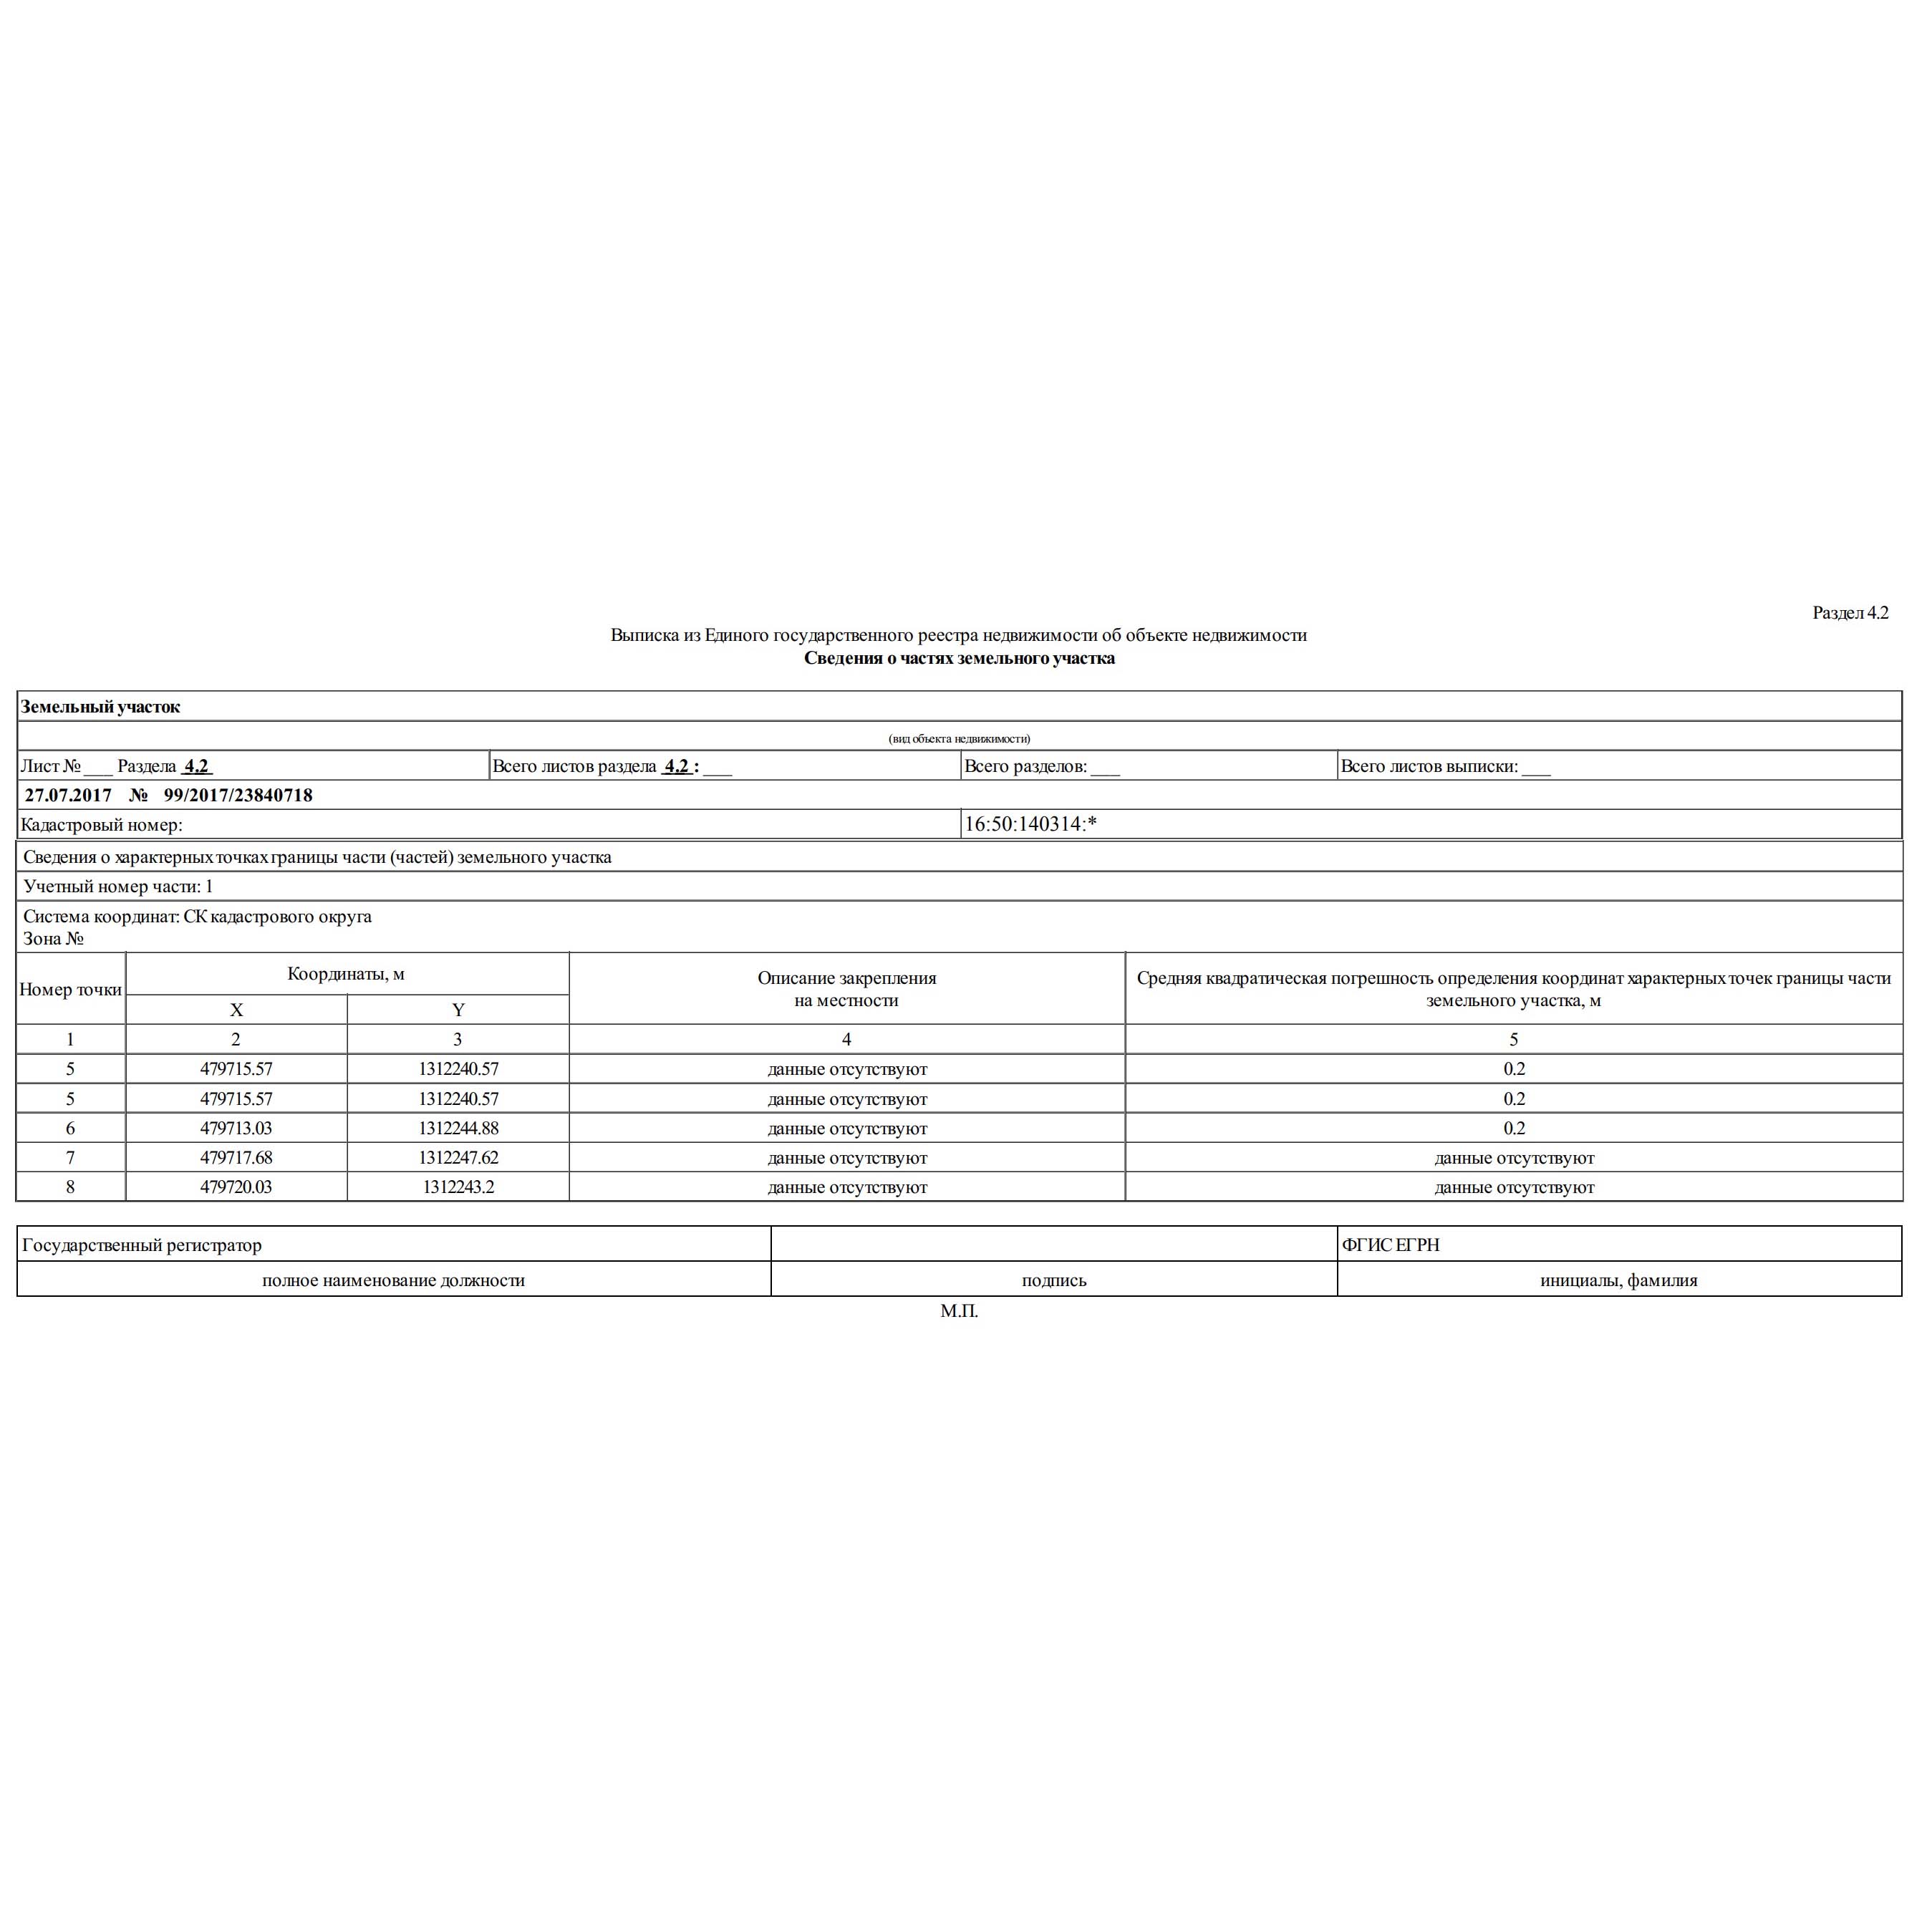 Раздел 4.2
Выписка из Единого государственного реестра недвижимости об объекте недвижимости
Сведения о частях земельного участка
Земельный участок
(вид объекта недвижимости)
Лист № ___ Раздела 4.2 Всего листов раздела 4.2 : ___ Всего разделов: ___ Всего листов выписки: ___
27.07.2017 № 99/2017/23840718
Кадастровый номер: 16:50:140314:*
Сведения о характерных точках границы части (частей) земельного участка
Учетный номер части: 1
Система координат: СК кадастрового округа
Зона №
Номер точки Координаты, м Описание закрепления на местности Средняя квадратическая погрешность определения координат характерных точек границы части земельного участка, м
X Y
1 2 3 4 5
5 479715.57 1312240.57 данные отсутствуют 0.2
5 479715.57 1312240.57 данные отсутствуют 0.2
6 479713.03 1312244.88 данные отсутствуют 0.2
7 479717.68 1312247.62 данные отсутствуют данные отсутствуют
8 479720.03 1312243.2 данные отсутствуют данные отсутствуют
Государственный регистратор ФГИС ЕГРН
полное наименование должности подпись инициалы, фамилия
М.П.